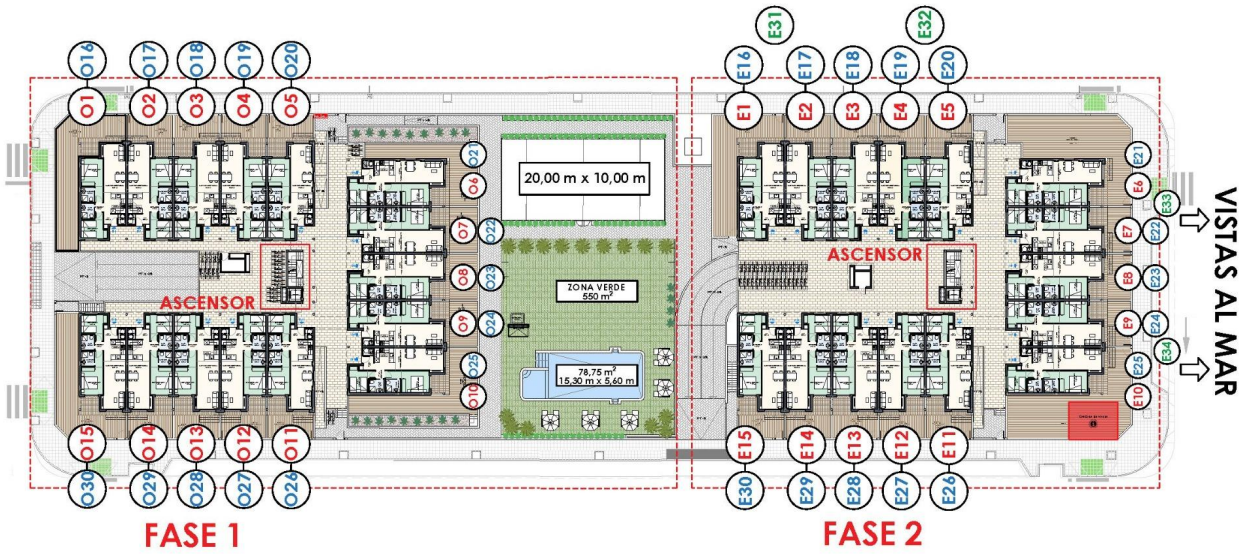 E31
E32
O16
O17
O18
O19
O20
E16
E17
E18
E19
E20
O1
O2
O3
O4
O5
E1
E2
E3
E4
E5
O21
O6
O7
O22
O8
O23
O9
O24
O25
O10
20,00 m x 10,00 m
ZONA VERDE
550 m²
78,75 m²
15,30 m x 5,60 m
ASCENSOR
ASCENSOR
E21
E6
E33
E7
E22
E8
E23
E9
E24
E34
E25
E10
VISTAS AL MAR
O15
O14
O13
O12
O11
E15
E14
E13
E12
E11
O30
O29
O28
O27
O26
E30
E29
E28
E27
E26
FASE 1
FASE 2